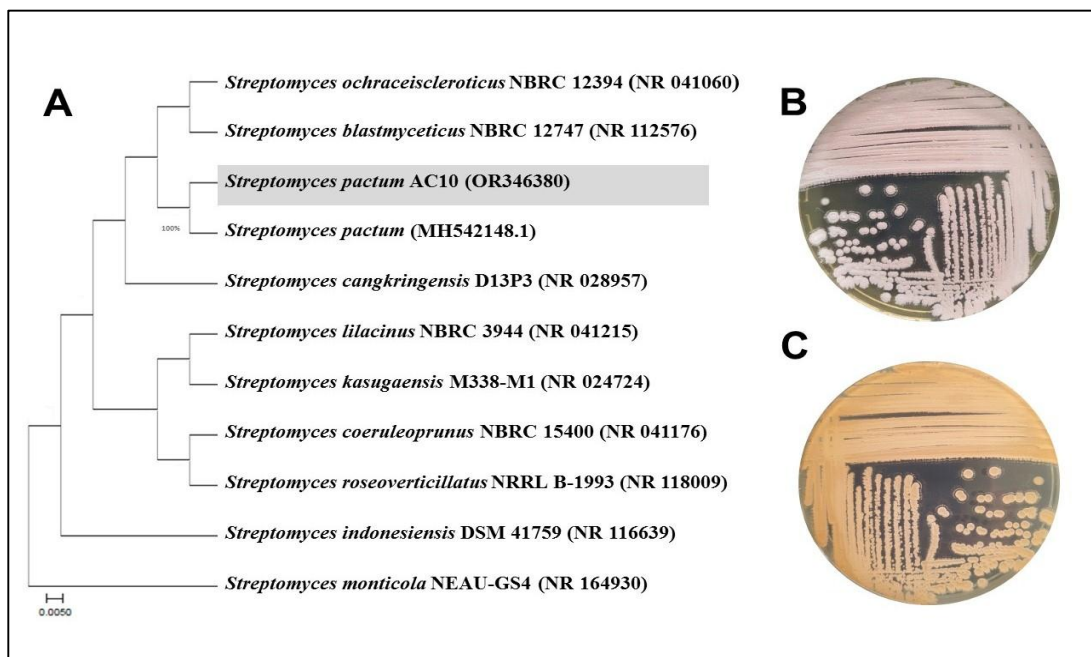 A
Streptomyces ochraceiscleroticus NBRC 12394 (NR 041060)
Streptomyces blastmyceticus NBRC 12747 (NR 112576)
Streptomyces pactum AC10 (OR346380)
100%
Streptomyces pactum (MH542148.1)
Streptomyces cangkringensis D13P3 (NR 028957)
Streptomyces lilacinus NBRC 3944 (NR 041215)
Streptomyces kasugaensis M338-M1 (NR 024724)
Streptomyces coeruleoprunus NBRC 15400 (NR 041176)
Streptomyces roseoverticillatus NRRL B-1993 (NR 118009)
Streptomyces indonesiensis DSM 41759 (NR 116639)
Streptomyces monticola NEAU-GS4 (NR 164930)
0.0050
B
C